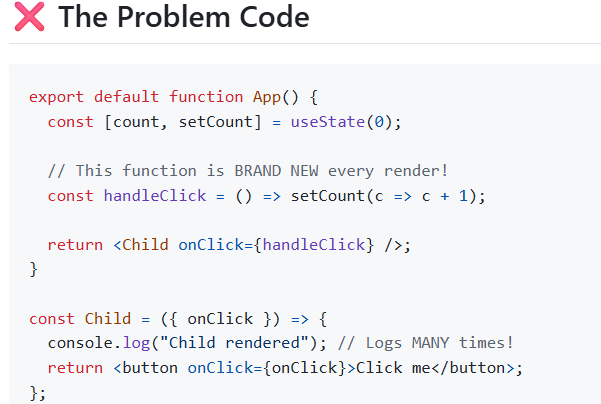 ❌ The Problem Code
export default function App() {
  const [count, setCount] = useState(0);

  // This function is BRAND NEW every render!
  const handleClick = () => setCount(c => c + 1);

  return <Child onClick={handleClick} />;
}

const Child = ({ onClick }) => {
  console.log("Child rendered"); // Logs MANY times!
  return <button onClick={onClick}>Click me</button>;
};